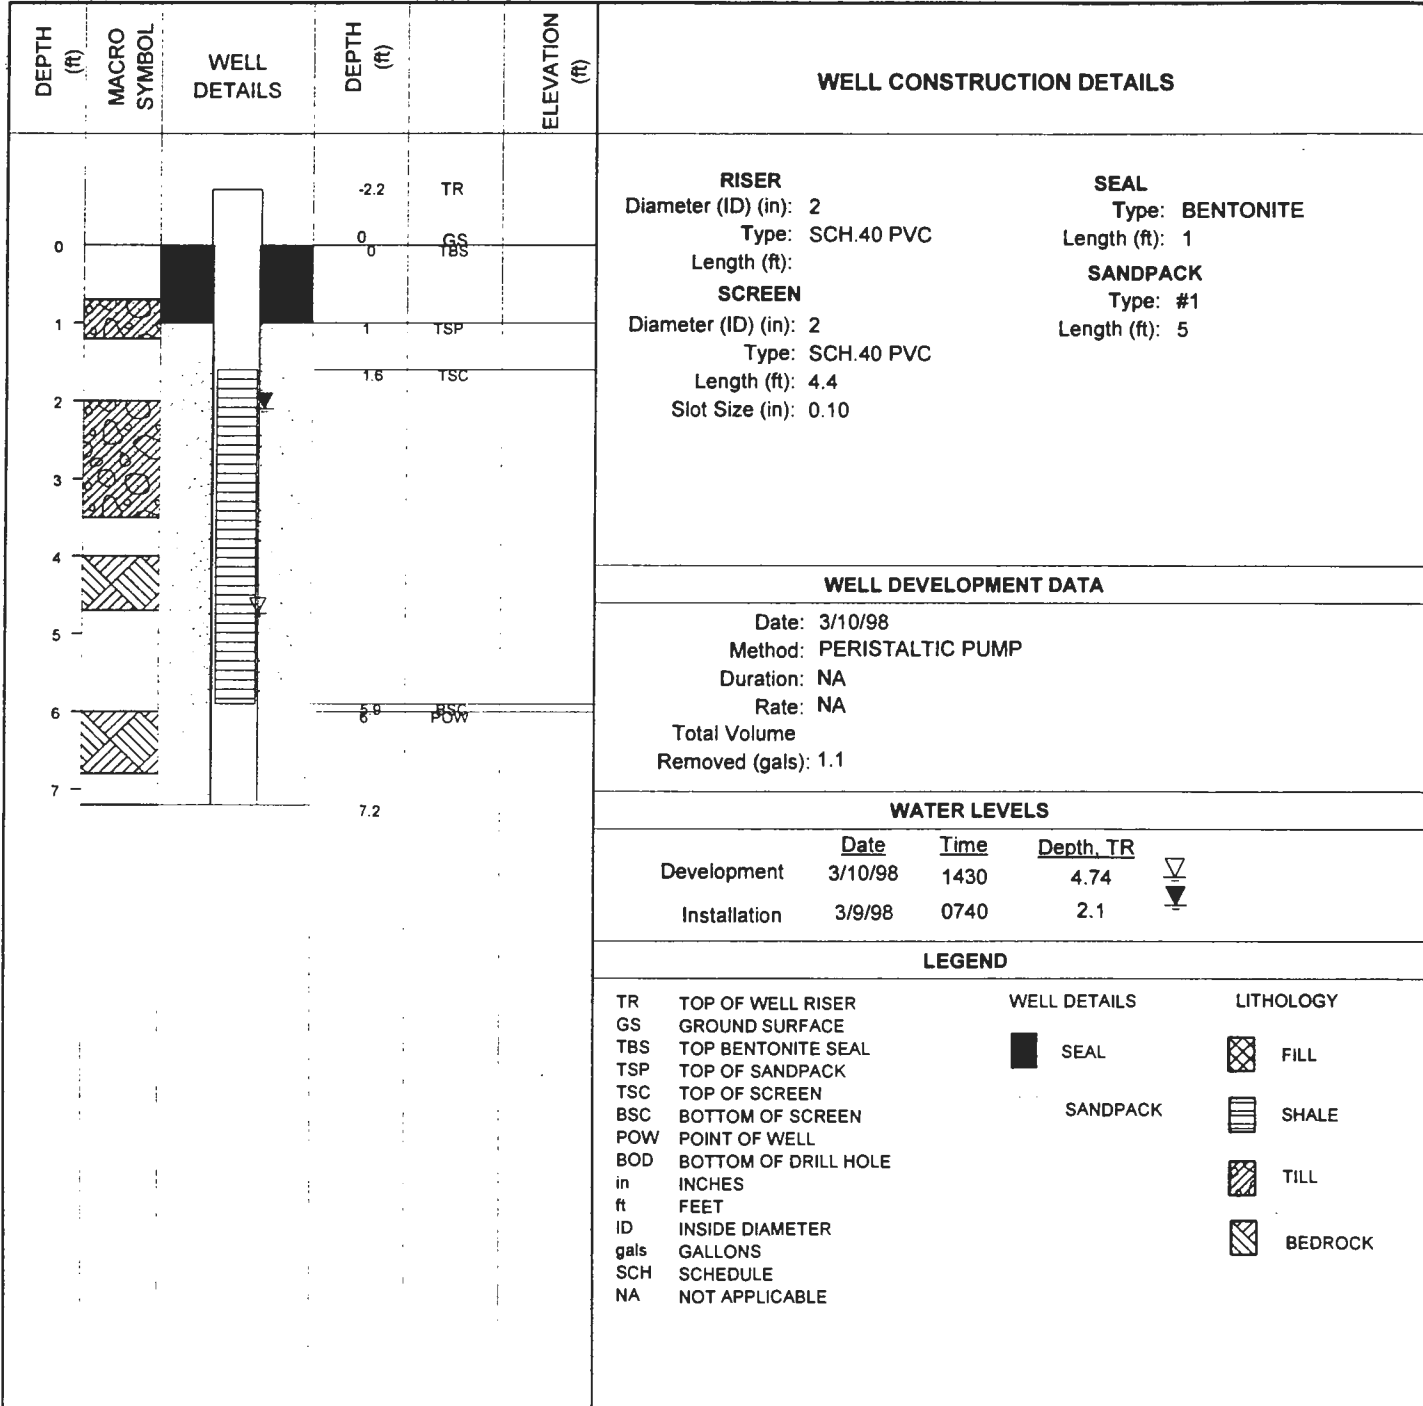 DEPTH (ft)
MACRO SYMBOL
WELL DETAILS
DEPTH (ft)
ELEVATION (ft)
-2.2 TR
0 GS
0 TBS
1 TSP
1.6 TSC
5.9 BSC
6 POW
7.2
0
1
2
3
4
5
6
7
WELL CONSTRUCTION DETAILS
RISER
Diameter (ID) (in): 2
Type: SCH.40 PVC
Length (ft):
SCREEN
Diameter (ID) (in): 2
Type: SCH.40 PVC
Length (ft): 4.4
Slot Size (in): 0.10
SEAL
Type: BENTONITE
Length (ft): 1
SANDPACK
Type: #1
Length (ft): 5
WELL DEVELOPMENT DATA
Date: 3/10/98
Method: PERISTALTIC PUMP
Duration: NA
Rate: NA
Total Volume
Removed (gals): 1.1
WATER LEVELS
Date Time Depth, TR
Development 3/10/98 1430 4.74
Installation 3/9/98 0740 2.1
LEGEND
TR TOP OF WELL RISER
GS GROUND SURFACE
TBS TOP BENTONITE SEAL
TSP TOP OF SANDPACK
TSC TOP OF SCREEN
BSC BOTTOM OF SCREEN
POW POINT OF WELL
BOD BOTTOM OF DRILL HOLE
in INCHES
ft FEET
ID INSIDE DIAMETER
gals GALLONS
SCH SCHEDULE
NA NOT APPLICABLE
WELL DETAILS
SEAL
SANDPACK
LITHOLOGY
FILL
SHALE
TILL
BEDROCK